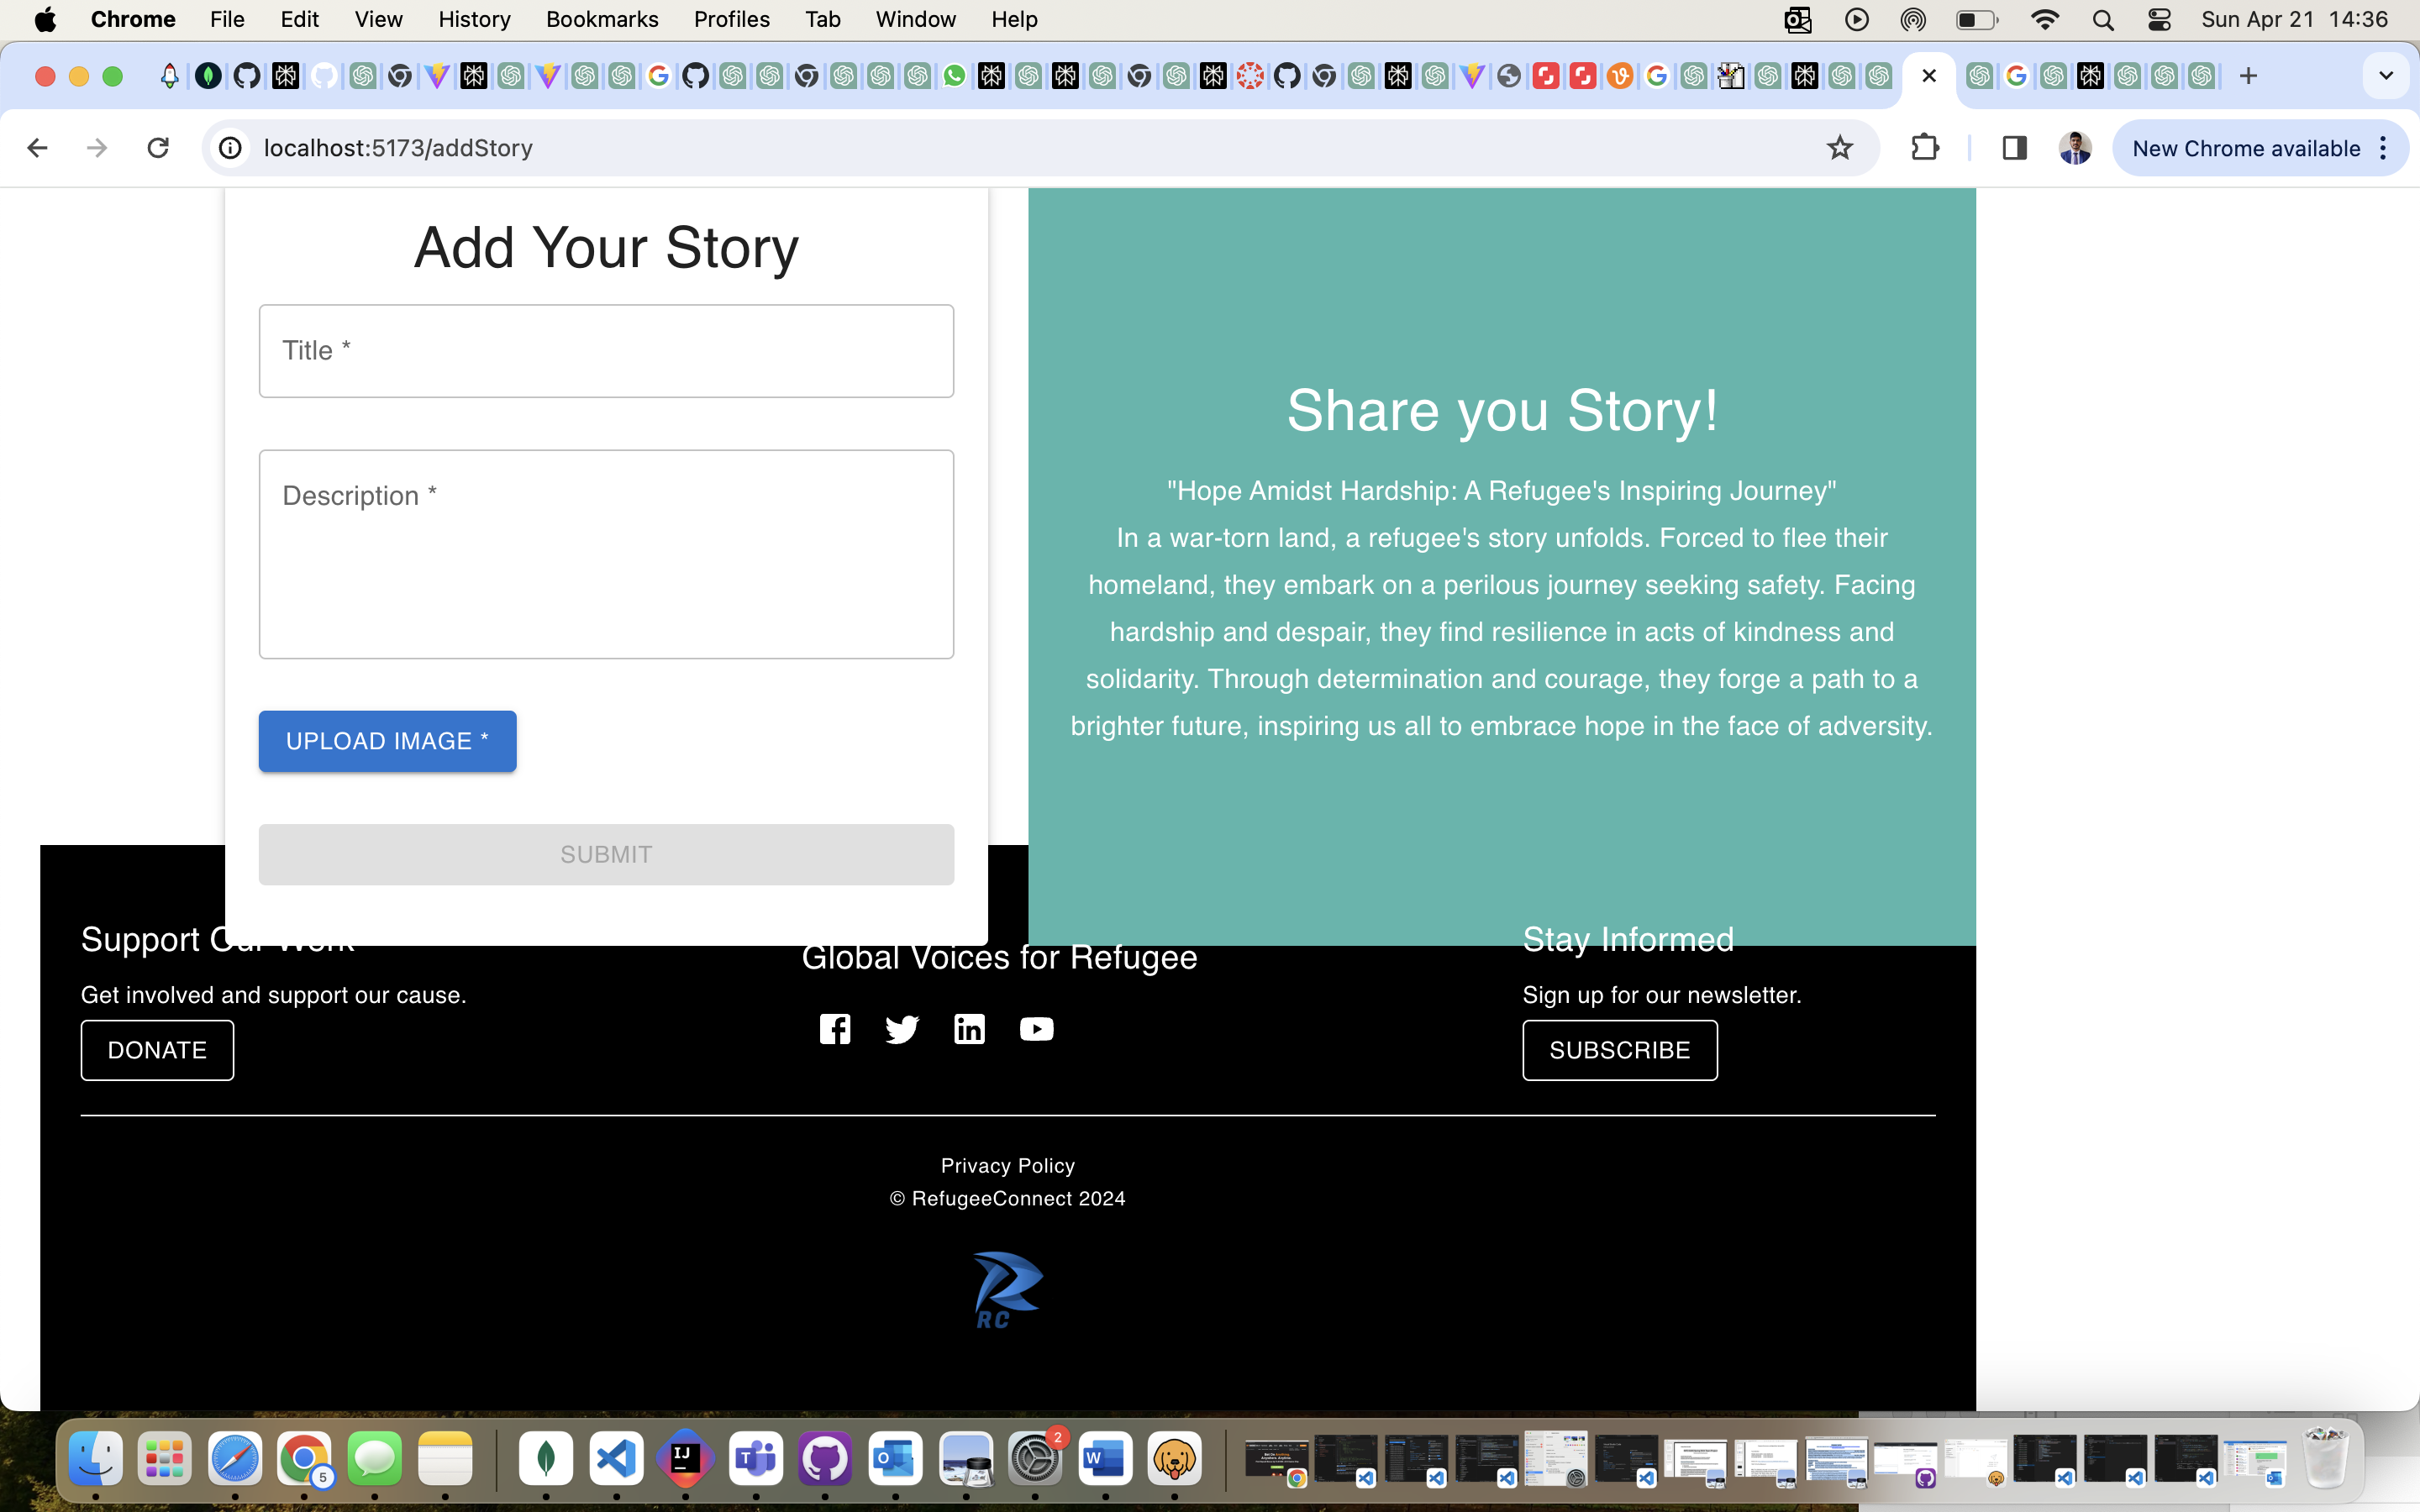 Chrome File Edit View History Bookmarks Profiles Tab Window Help Sun Apr 21 14:36
localhost:5173/addStory New Chrome available
Add Your Story
Title *
Description *
UPLOAD IMAGE *
SUBMIT
Share you Story!
"Hope Amidst Hardship: A Refugee's Inspiring Journey"
In a war-torn land, a refugee's story unfolds. Forced to flee their
homeland, they embark on a perilous journey seeking safety. Facing
hardship and despair, they find resilience in acts of kindness and
solidarity. Through determination and courage, they forge a path to a
brighter future, inspiring us all to embrace hope in the face of adversity.
Support Our Work
Get involved and support our cause.
DONATE
Global Voices for Refugee
Stay Informed
Sign up for our newsletter.
SUBSCRIBE
Privacy Policy
© RefugeeConnect 2024
RC
5
IJ
T
O
2
W